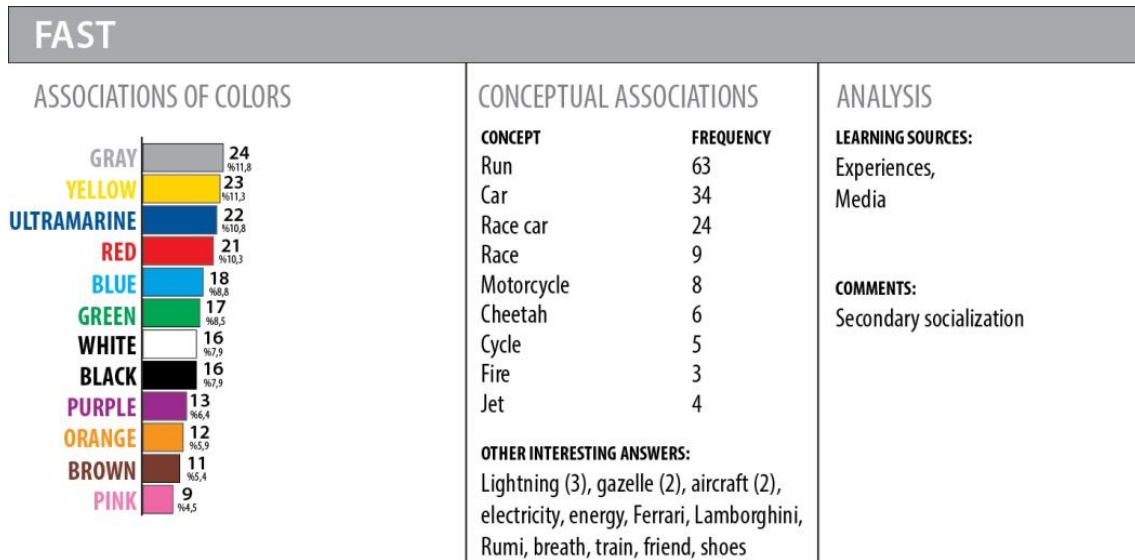 FAST
ASSOCIATIONS OF COLORS
GRAY 24 %11,8
YELLOW 23 %11,3
ULTRAMARINE 22 %10,8
RED 21 %10,3
BLUE 18 %8,8
GREEN 17 %8,5
WHITE 16 %7,9
BLACK 16 %7,9
PURPLE 13 %6,4
ORANGE 12 %5,9
BROWN 11 %5,4
PINK 9 %4,5
CONCEPTUAL ASSOCIATIONS
CONCEPT FREQUENCY
Run 63
Car 34
Race car 24
Race 9
Motorcycle 8
Cheetah 6
Cycle 5
Fire 3
Jet 4
OTHER INTERESTING ANSWERS:
Lightning (3), gazelle (2), aircraft (2),
electricity, energy, Ferrari, Lamborghini,
Rumi, breath, train, friend, shoes
ANALYSIS
LEARNING SOURCES:
Experiences,
Media
COMMENTS:
Secondary socialization